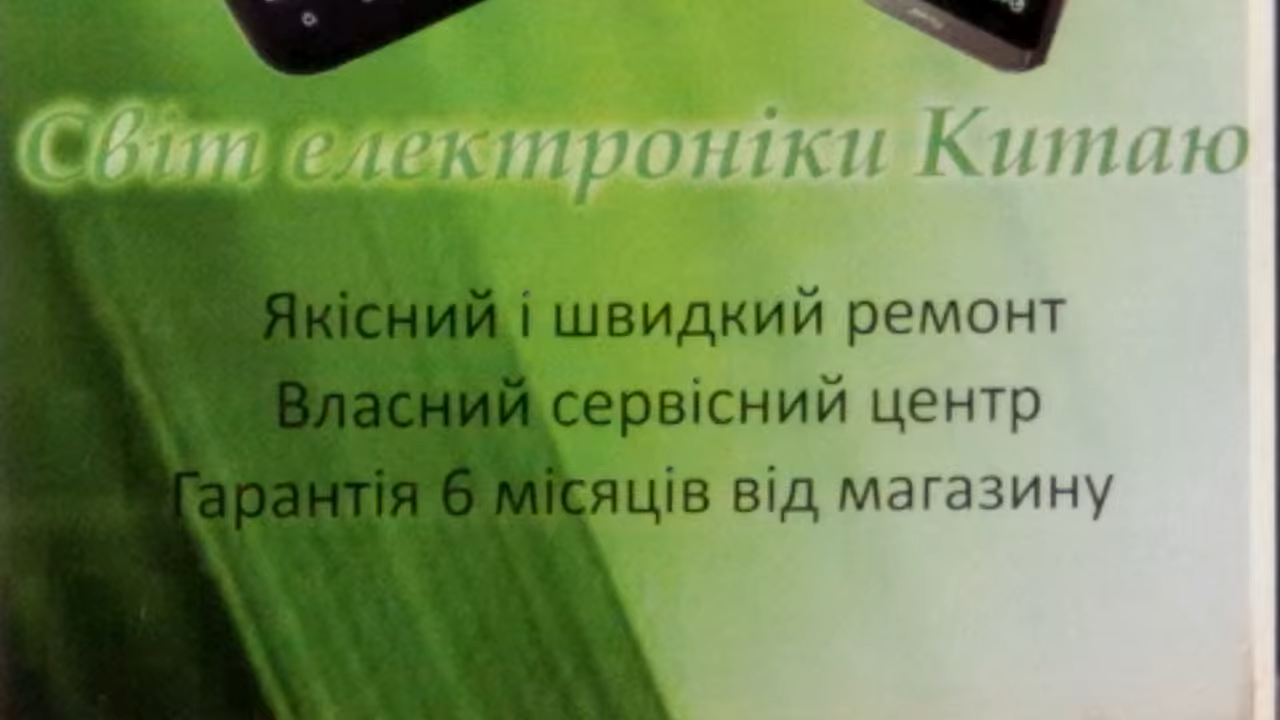 Світ електроніки Китаю
Якісний і швидкий ремонт
Власний сервісний центр
Гарантія 6 місяців від магазину